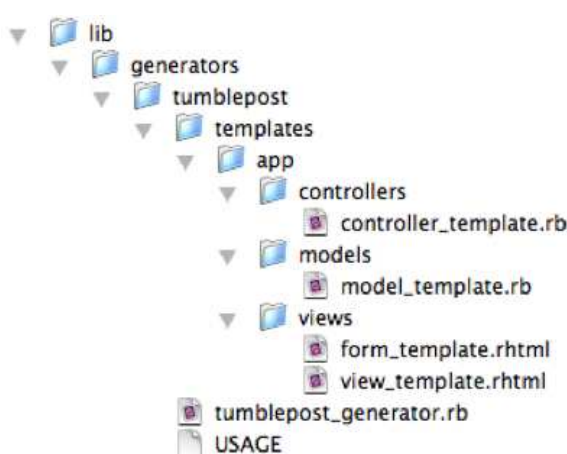 lib
generators
tumblepost
templates
app
controllers
controller_template.rb
models
model_template.rb
views
form_template.rhtml
view_template.rhtml
tumblepost_generator.rb
USAGE